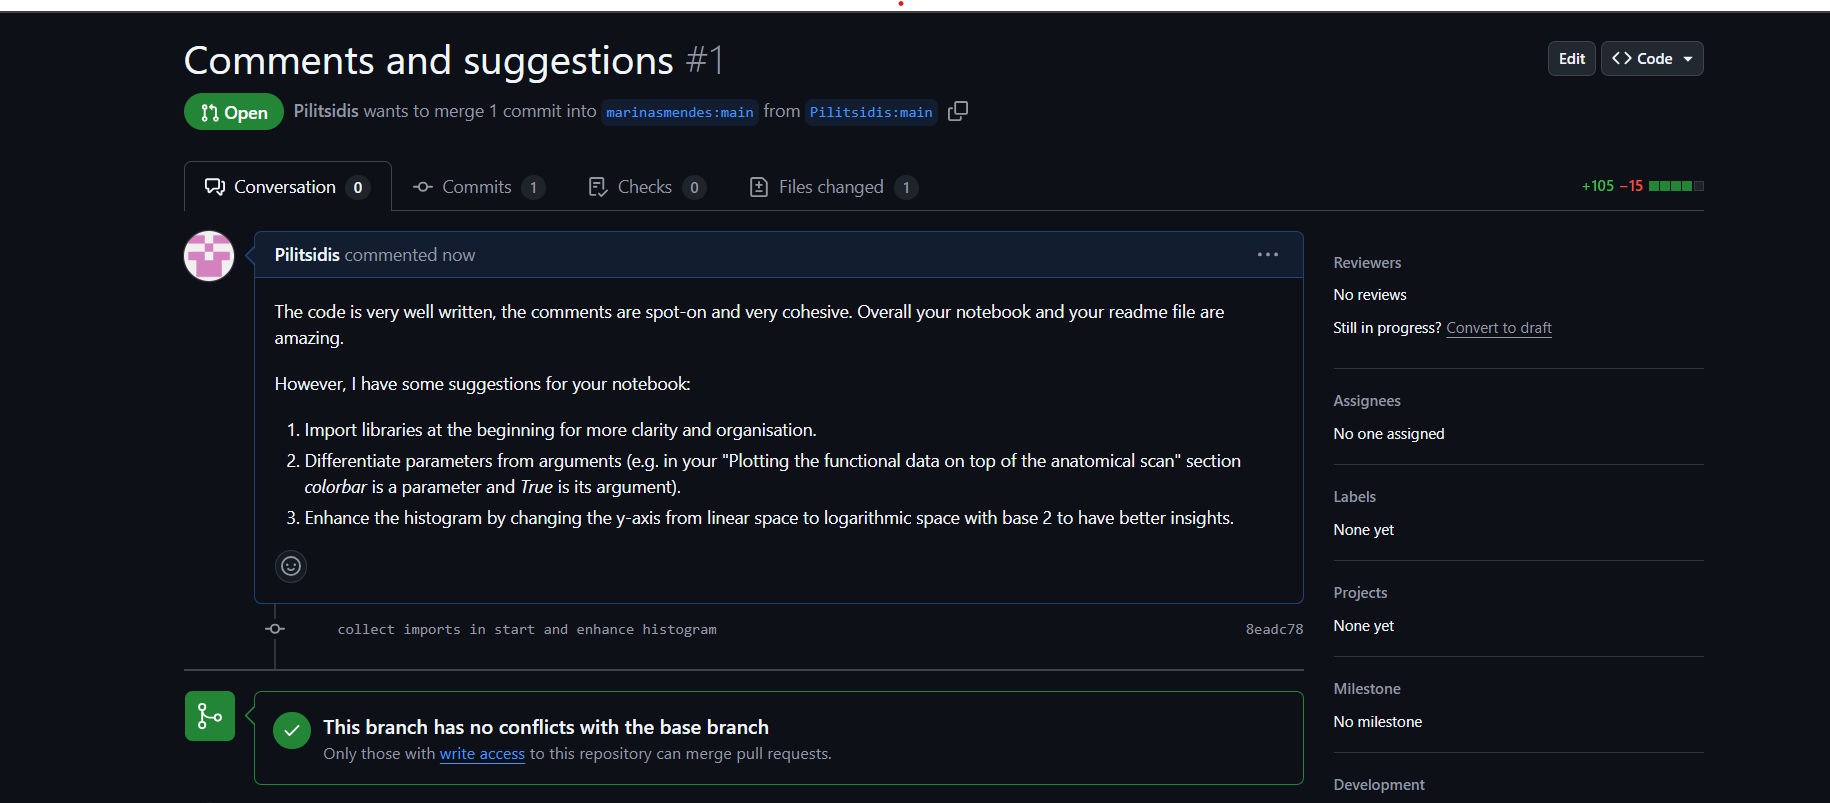 Comments and suggestions #1
Edit
<> Code
Open
Pilitsidis wants to merge 1 commit into marinasmendes:main from Pilitsidis:main
Conversation 0
Commits 1
Checks 0
Files changed 1
+105 −15
Pilitsidis commented now
The code is very well written, the comments are spot-on and very cohesive. Overall your notebook and your readme file are
amazing.
However, I have some suggestions for your notebook:
1. Import libraries at the beginning for more clarity and organisation.
2. Differentiate parameters from arguments (e.g. in your "Plotting the functional data on top of the anatomical scan" section
colorbar is a parameter and True is its argument).
3. Enhance the histogram by changing the y-axis from linear space to logarithmic space with base 2 to have better insights.
collect imports in start and enhance histogram
8eadc78
This branch has no conflicts with the base branch
Only those with write access to this repository can merge pull requests.
Reviewers
No reviews
Still in progress? Convert to draft
Assignees
No one assigned
Labels
None yet
Projects
None yet
Milestone
No milestone
Development